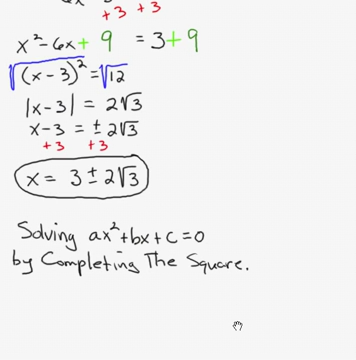 +3 +3
x² - 6x + 9 = 3 + 9
√(x - 3)² = √12
|x - 3| = 2√3
x - 3 = ± 2√3
+3 +3
x = 3 ± 2√3
Solving ax² + bx + c = 0
by Completing The Square.